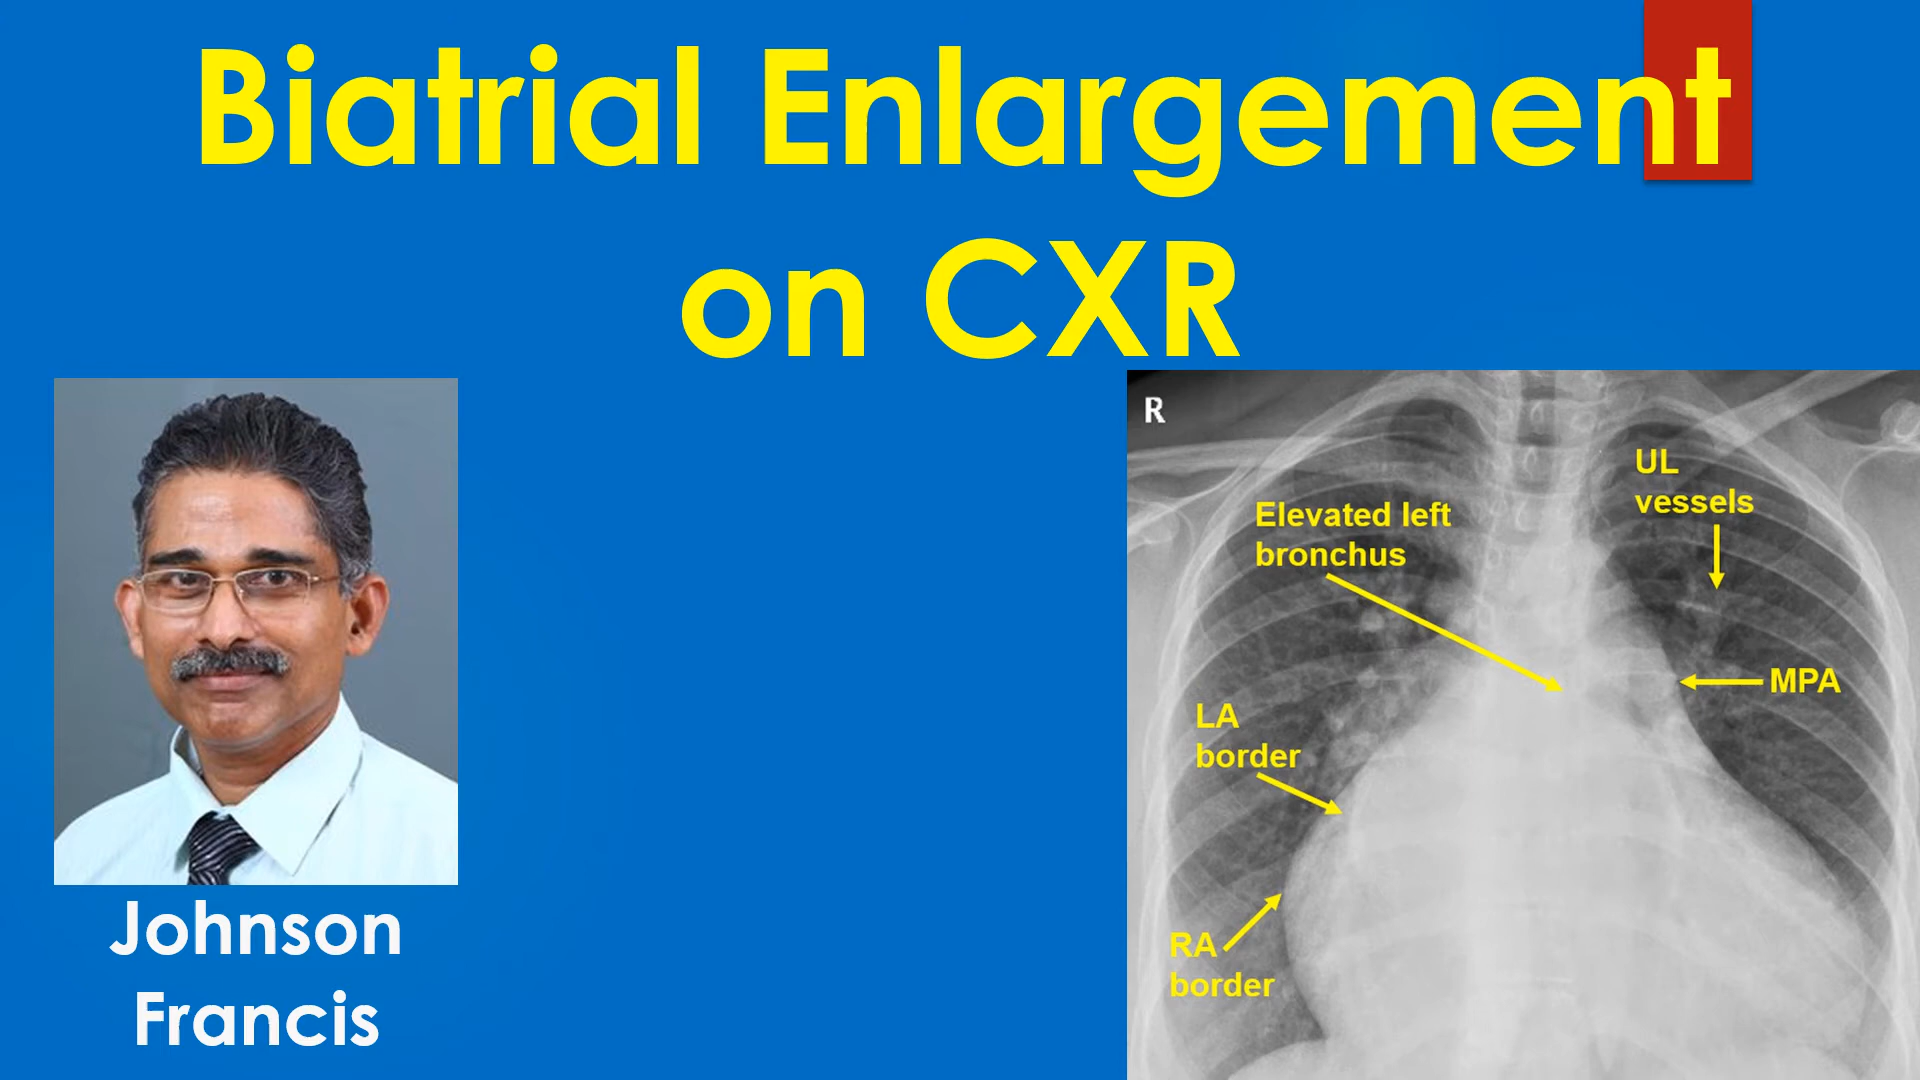 Biatrial Enlargement
on CXR
R
UL
vessels
Elevated left
bronchus
MPA
LA
border
RA
border
Johnson
Francis